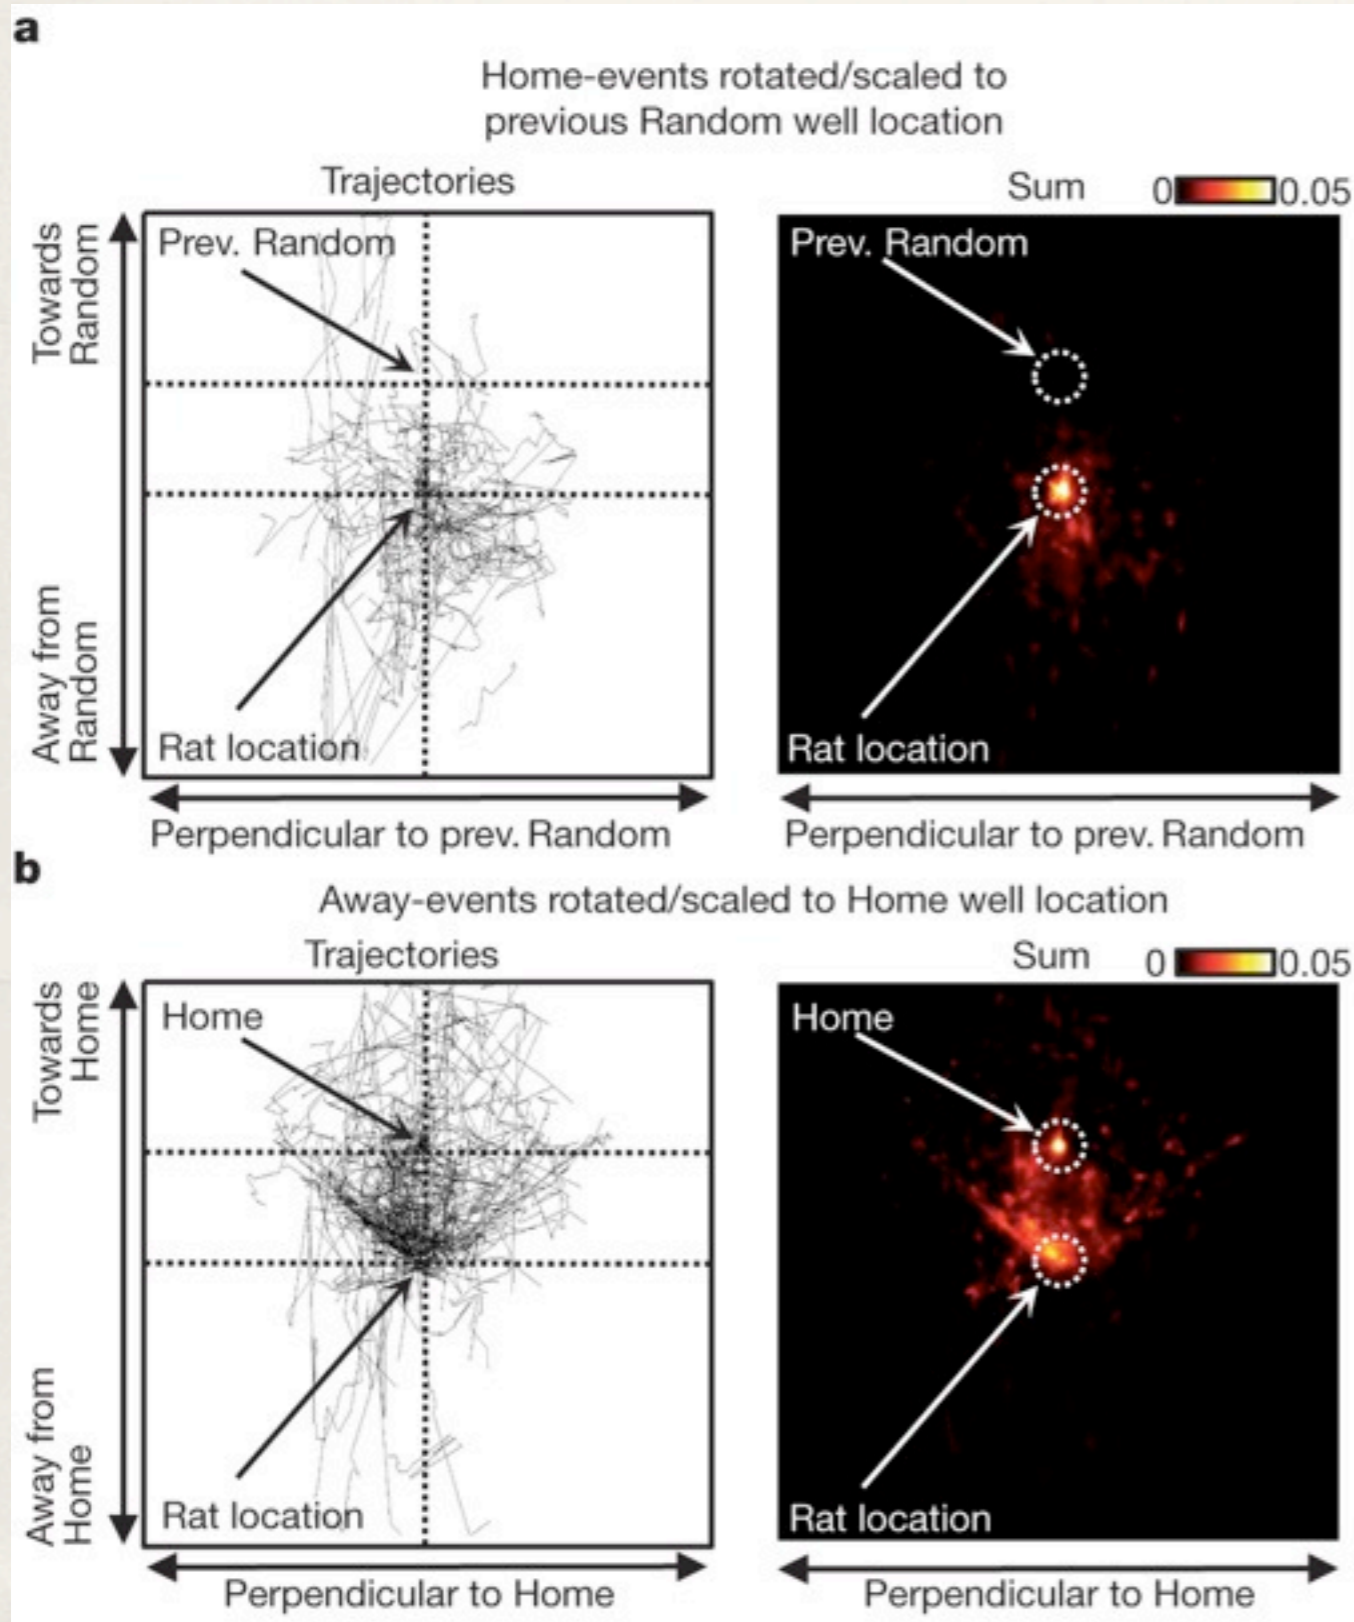 a
Home-events rotated/scaled to
previous Random well location
Trajectories
Sum 0 0.05
Towards
Random
Away from
Random
Prev. Random
Rat location
Prev. Random
Rat location
Perpendicular to prev. Random
Perpendicular to prev. Random
b
Away-events rotated/scaled to Home well location
Trajectories
Sum 0 0.05
Towards
Home
Away from
Home
Home
Rat location
Home
Rat location
Perpendicular to Home
Perpendicular to Home